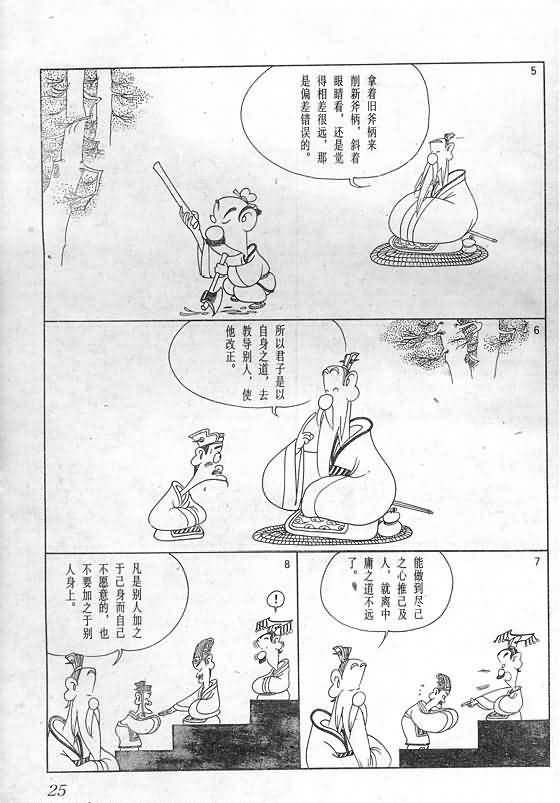 5
拿着旧斧柄来
削新斧柄，斜着
眼睛看，还是觉
得相差很远，那
是偏差错误的。
6
所以君子是以
自身之道，去
教导别人，使
他改正。
7
能做到尽己
之心推己及
人，就离中
庸之道不远
了。
8
凡是别人加之
于己身而自己
不愿意的，也
不要加之于别
人身上。
！
25